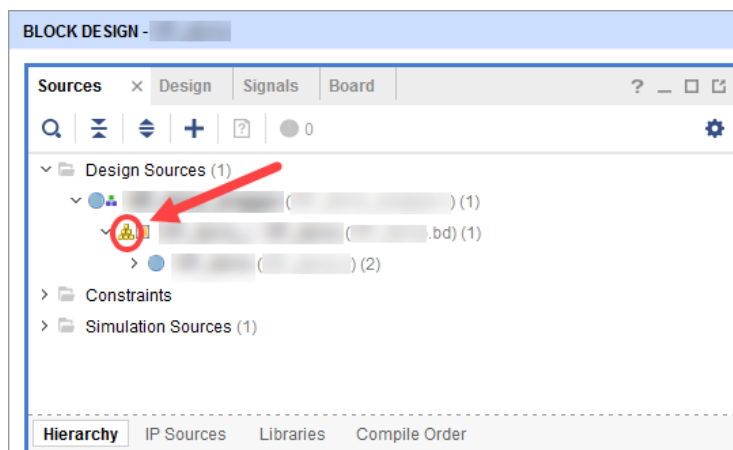 BLOCK DESIGN -
Sources × Design Signals Board ?
? 0
Design Sources (1)
( ) (1)
( .bd) (1)
( ) (2)
Constraints
Simulation Sources (1)
Hierarchy IP Sources Libraries Compile Order